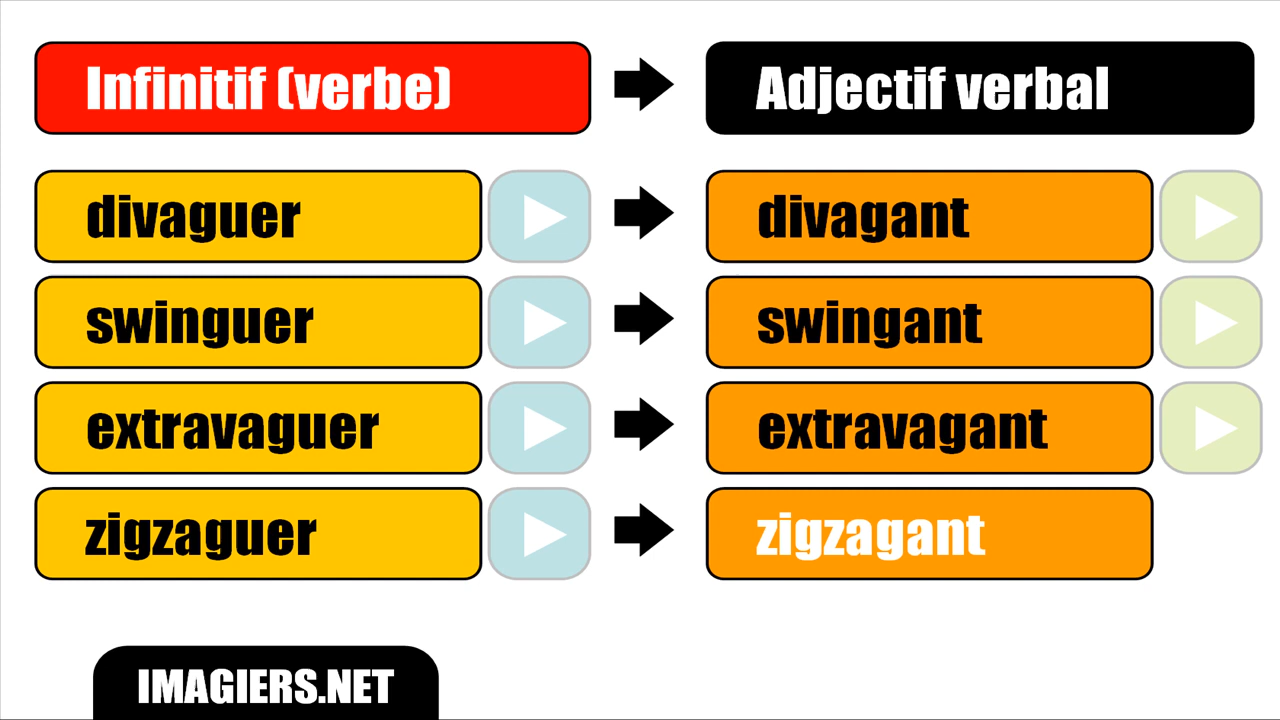 Infinitif (verbe) Adjectif verbal
divaguer divagant
swinguer swingant
extravaguer extravagant
zigzaguer zigzagant
IMAGIERS.NET